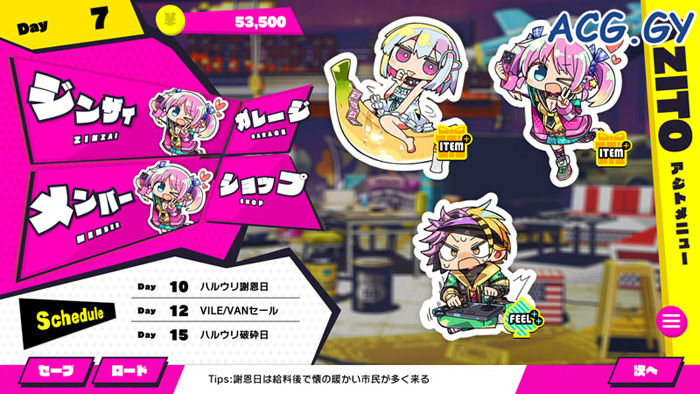 Day 7
53,500
ACG.GY
ジンザイ
ZINZAI
ガレージ
GARAGE
メンバー
MEMBER
ショップ
SHOP
ITEM+
ITEM+
FEEL++
ZITO アジトメニュー
Schedule
Day 10 ハルウリ謝恩日
Day 12 VILE/VANセール
Day 15 ハルウリ破砕日
セーブ
ロード
Tips:謝恩日は給料後で懐の暖かい市民が多く来る
次へ